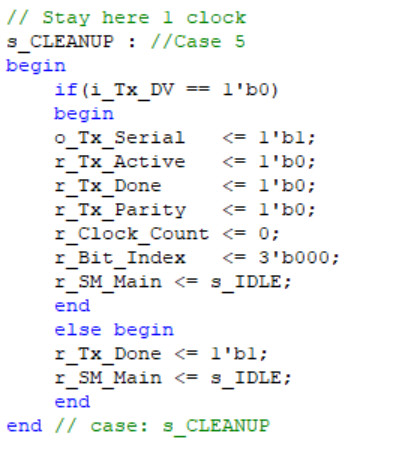 // Stay here 1 clock
s_CLEANUP : //Case 5
begin
if(i_Tx_DV == 1'b0)
begin
o_Tx_Serial <= 1'b1;
r_Tx_Active <= 1'b0;
r_Tx_Done <= 1'b0;
r_Tx_Parity <= 1'b0;
r_Clock_Count <= 0;
r_Bit_Index <= 3'b000;
r_SM_Main <= s_IDLE;
end
else begin
r_Tx_Done <= 1'b1;
r_SM_Main <= s_IDLE;
end
end // case: s_CLEANUP